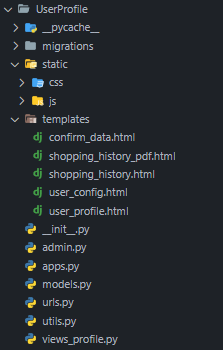 UserProfile
__pycache__
migrations
static
css
js
templates
confirm_data.html
shopping_history_pdf.html
shopping_history.html
user_config.html
user_profile.html
__init__.py
admin.py
apps.py
models.py
urls.py
utils.py
views_profile.py